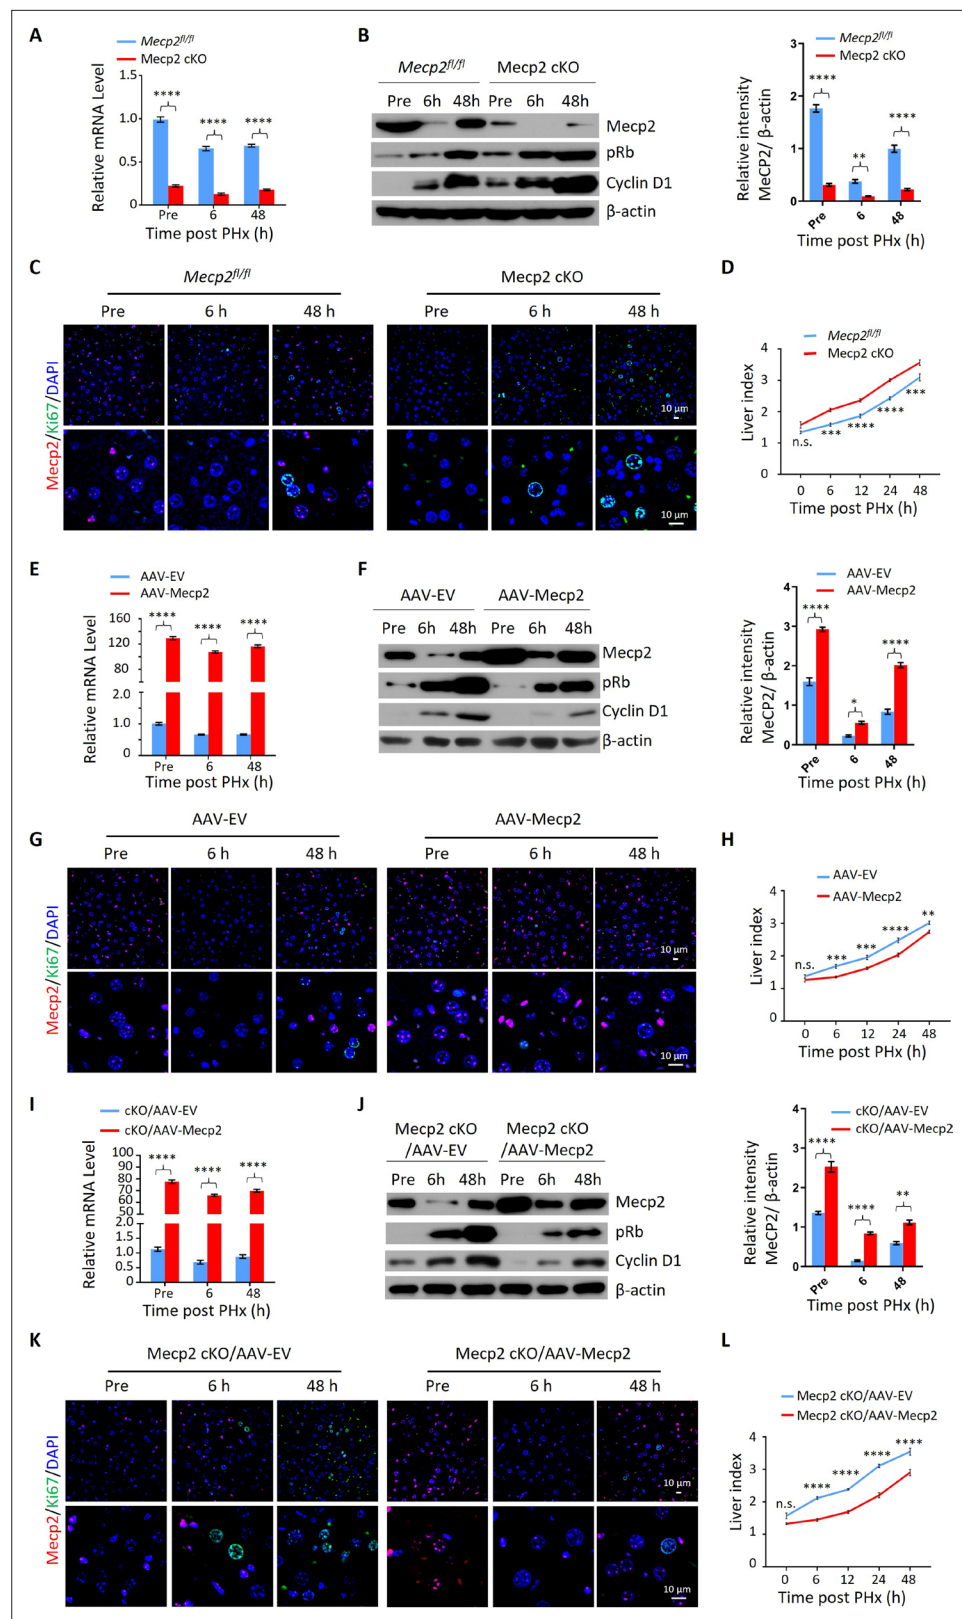 A
Mecp2fl/fl
Mecp2 cKO
Relative mRNA Level
1.5
1.0
0.5
0
**** **** ****
Pre 6 48
Time post PHx (h)
B
Mecp2fl/fl Mecp2 cKO
Pre 6h 48h Pre 6h 48h
Mecp2
pRb
Cyclin D1
β-actin
Mecp2fl/fl
Mecp2 cKO
Relative intensity
MeCP2/ β-actin
3
2
1
0
**** ** ****
Pre 6 48
Time post PHx (h)
C
Mecp2fl/fl Mecp2 cKO
Pre 6 h 48 h Pre 6 h 48 h
Mecp2/Ki67/DAPI
10 μm
10 μm
D
Mecp2fl/fl
Mecp2 cKO
Liver index
4
3
2
1
0
n.s. *** **** **** ***
0 6 12 24 48
Time post PHx (h)
E
AAV-EV
AAV-Mecp2
Relative mRNA Level
160
130
100
2.0
1.0
0
**** **** ****
Pre 6 48
Time post PHx (h)
F
AAV-EV AAV-Mecp2
Pre 6h 48h Pre 6h 48h
Mecp2
pRb
Cyclin D1
β-actin
AAV-EV
AAV-Mecp2
Relative intensity
MeCP2/ β-actin
4
3
2
1
0
**** * ****
Pre 6 48
Time post PHx (h)
G
AAV-EV AAV-Mecp2
Pre 6 h 48 h Pre 6 h 48 h
Mecp2/Ki67/DAPI
10 μm
10 μm
H
AAV-EV
AAV-Mecp2
Liver index
4
3
2
1
0
n.s. *** *** **** **
0 6 12 24 48
Time post PHx (h)
I
cKO/AAV-EV
cKO/AAV-Mecp2
Relative mRNA Level
100
90
80
70
60
2.0
1.5
1.0
0.5
0
**** **** ****
Pre 6 48
Time post PHx (h)
J
Mecp2 cKO Mecp2 cKO
/AAV-EV /AAV-Mecp2
Pre 6h 48h Pre 6h 48h
Mecp2
pRb
Cyclin D1
β-actin
cKO/AAV-EV
cKO/AAV-Mecp2
Relative intensity
MeCP2/ β-actin
4
3
2
1
0
**** **** **
Pre 6 48
Time post PHx (h)
K
Mecp2 cKO/AAV-EV Mecp2 cKO/AAV-Mecp2
Pre 6 h 48 h Pre 6 h 48 h
Mecp2/Ki67/DAPI
10 μm
10 μm
L
Mecp2 cKO/AAV-EV
Mecp2 cKO/AAV-Mecp2
Liver index
4
3
2
1
0
n.s. **** **** **** ****
0 6 12 24 48
Time post PHx (h)